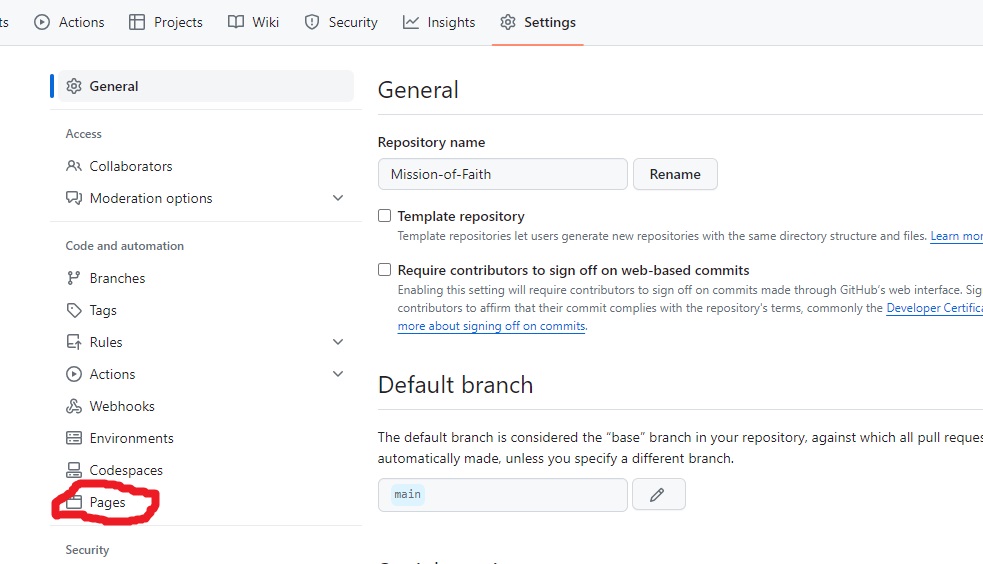 ts Actions Projects Wiki Security Insights Settings
General
Access
Collaborators
Moderation options
Code and automation
Branches
Tags
Rules
Actions
Webhooks
Environments
Codespaces
Pages
Security
General
Repository name
Mission-of-Faith Rename
Template repository
Template repositories let users generate new repositories with the same directory structure and files. Learn mor
Require contributors to sign off on web-based commits
Enabling this setting will require contributors to sign off on commits made through GitHub's web interface. Sig
contributors to affirm that their commit complies with the repository's terms, commonly the Developer Certifica
more about signing off on commits.
Default branch
The default branch is considered the “base” branch in your repository, against which all pull reques
automatically made, unless you specify a different branch.
main